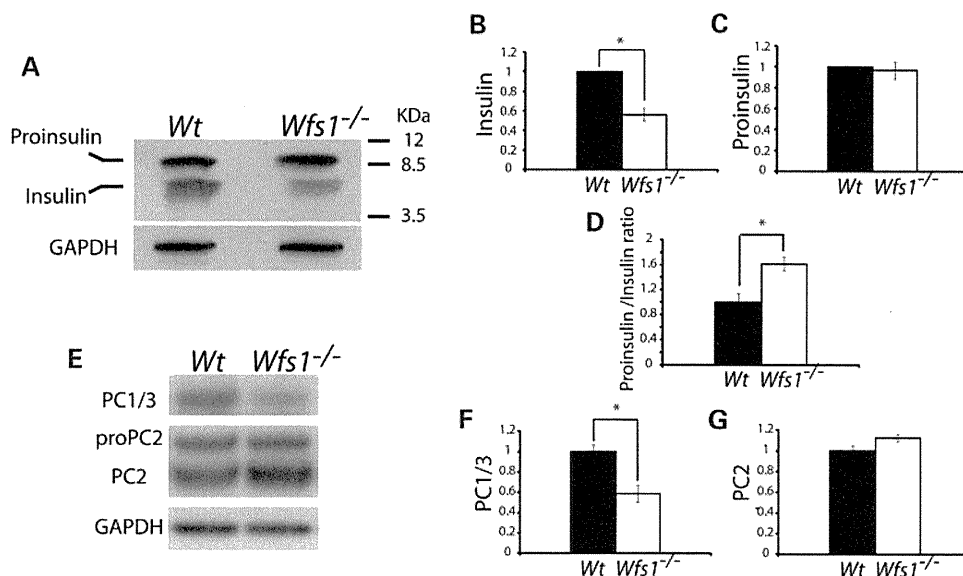 A
Wt Wfs1-/-
KDa
Proinsulin
12
8.5
Insulin
3.5
GAPDH
B
*
Insulin
1.2
1
0.8
0.6
0.4
0.2
0
Wt Wfs1-/-
C
Proinsulin
1.2
1
0.8
0.6
0.4
0.2
0
Wt Wfs1-/-
D
*
Proinsulin /Insulin ratio
2
1.6
1.2
0.8
0.4
0
Wt Wfs1-/-
E
Wt Wfs1-/-
PC1/3
proPC2
PC2
GAPDH
F
*
PC1/3
1.2
1
0.8
0.6
0.4
0.2
0
Wt Wfs1-/-
G
PC2
1.2
1
0.8
0.6
0.4
0.2
0
Wt Wfs1-/-